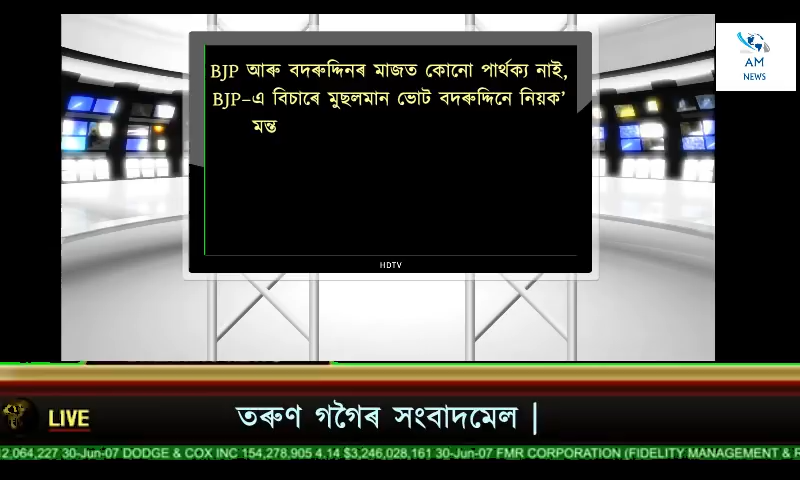 AM
NEWS
BJP আৰু বদৰুদ্দিনৰ মাজত কোনো পাৰ্থক্য নাই,
BJP–এ বিচাৰে মুছলমান ভোট বদৰুদ্দিনে নিয়ক’
মন্ত
HDTV
LIVE
তৰুণ গগৈৰ সংবাদমেল |
2.064,227 30-Jun-07 DODGE & COX INC 154,278,905 4.14 $3,246,028,161 30-Jun-07 FMR CORPORATION (FIDELITY MANAGEMENT & R